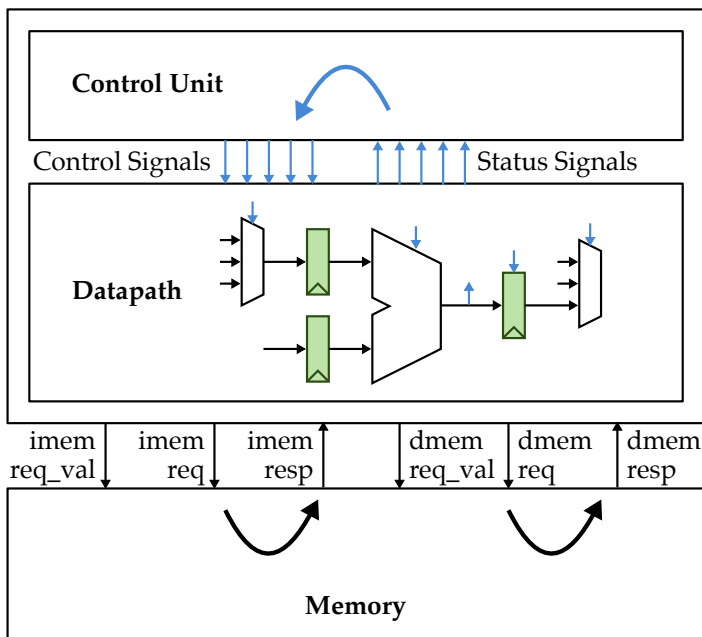 Control Unit
Control Signals
Status Signals
Datapath
imem
req_val
imem
req
imem
resp
dmem
req_val
dmem
req
dmem
resp
Memory